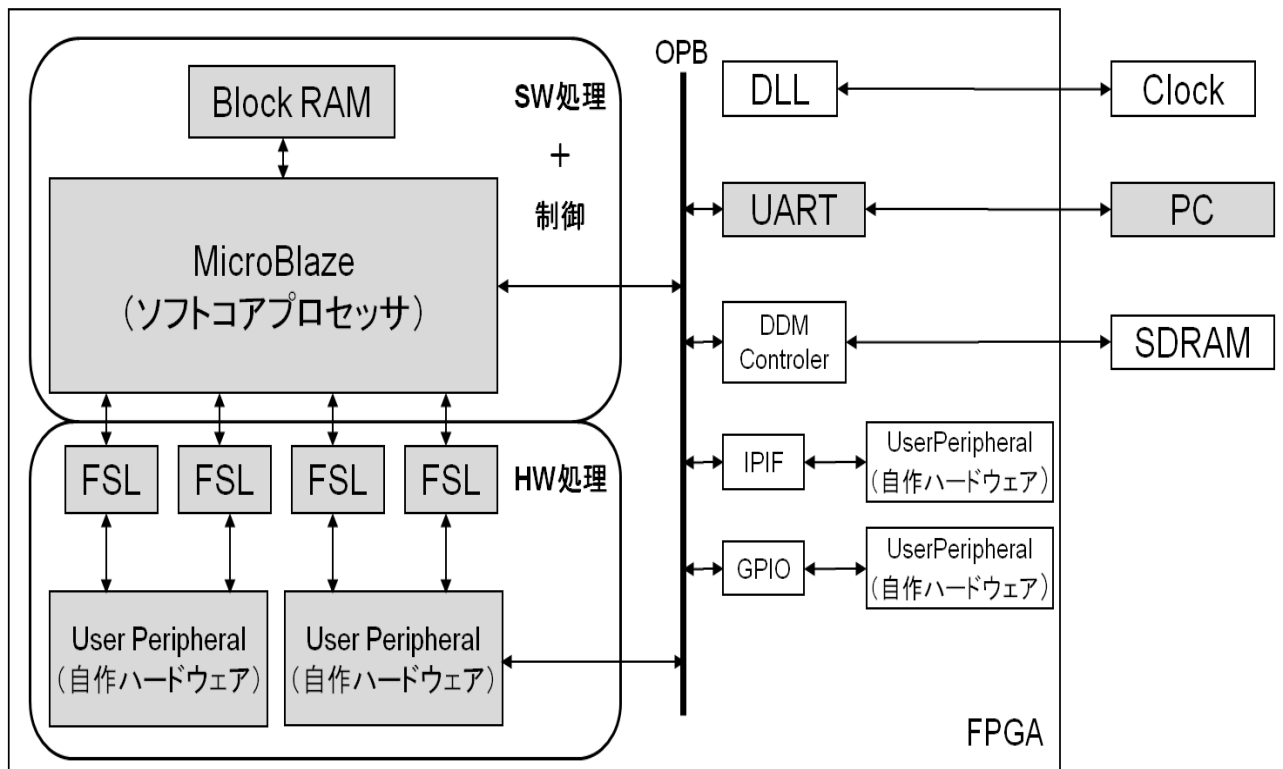 Block RAM
SW処理
+
制御
MicroBlaze
(ソフトコアプロセッサ)
FSL
FSL
FSL
FSL
HW処理
User Peripheral
(自作ハードウェア)
User Peripheral
(自作ハードウェア)
OPB
DLL
Clock
UART
PC
DDM
Controler
SDRAM
IPIF
UserPeripheral
(自作ハードウェア)
GPIO
UserPeripheral
(自作ハードウェア)
FPGA